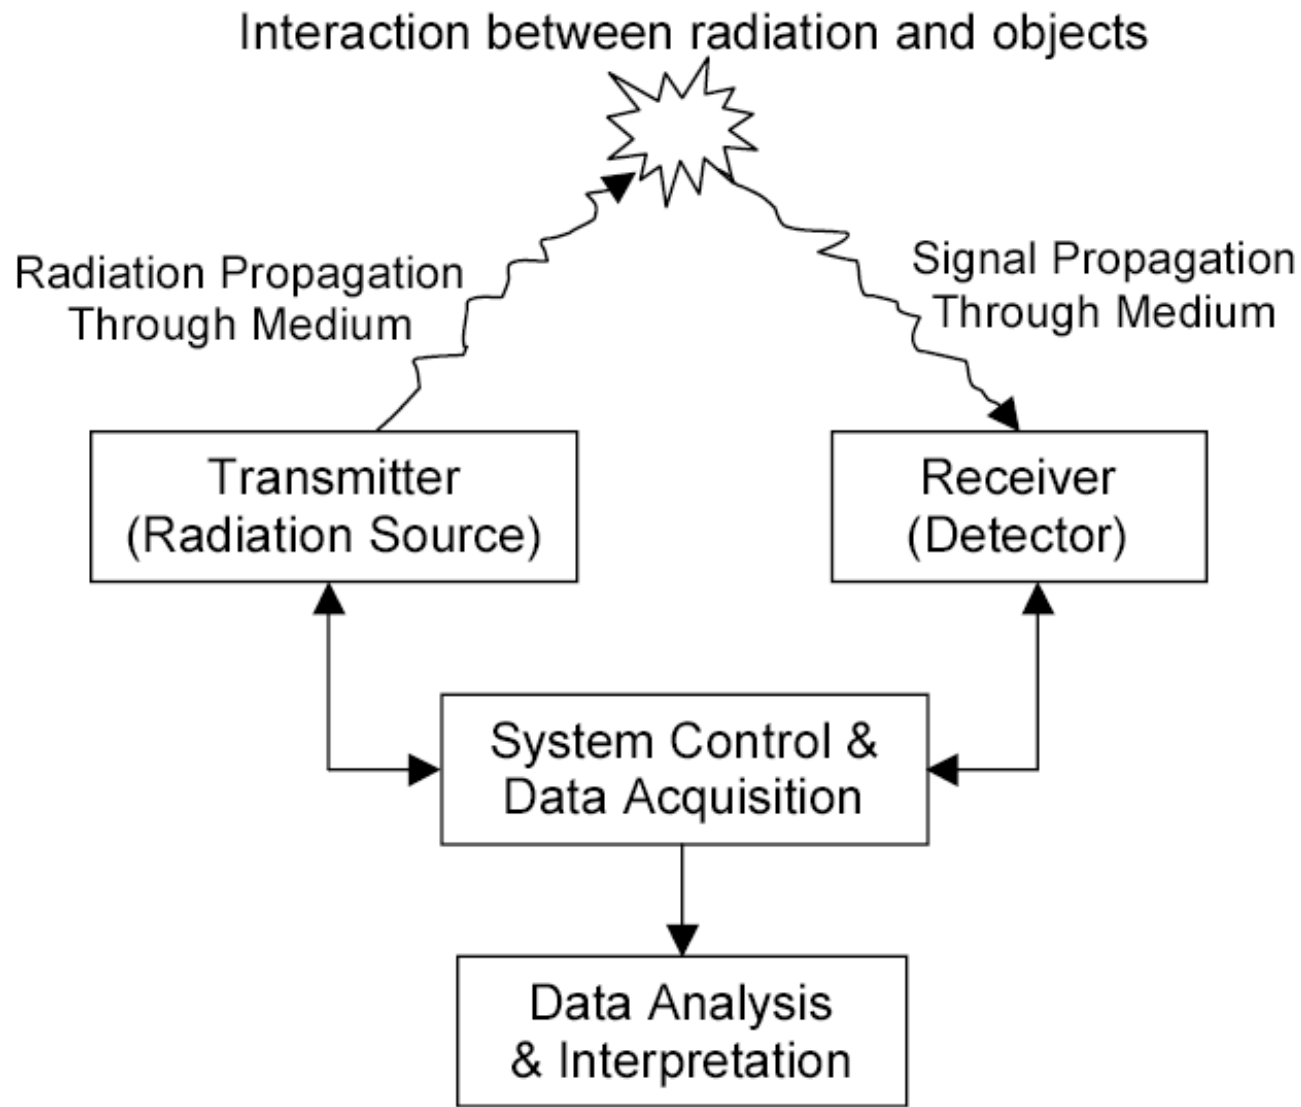 Interaction between radiation and objects
Radiation Propagation
Through Medium
Signal Propagation
Through Medium
Transmitter
(Radiation Source)
Receiver
(Detector)
System Control &
Data Acquisition
Data Analysis
& Interpretation